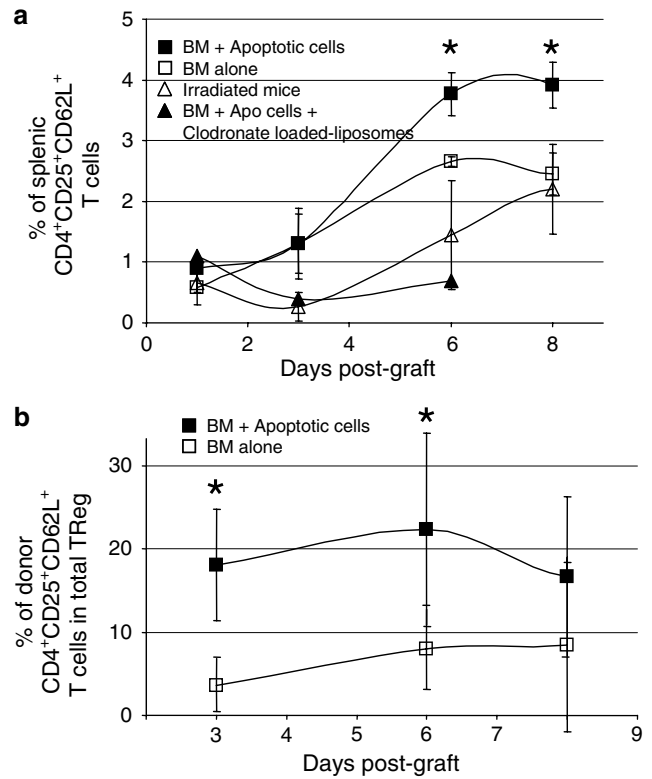 a
% of splenic
CD4⁺CD25⁺CD62L⁺
T cells
5
4
3
2
1
0
■ BM + Apoptotic cells
□ BM alone
△ Irradiated mice
▲ BM + Apo cells +
Clodronate loaded-liposomes
* *
0 2 4 6 8
Days post-graft
b
% of donor
CD4⁺CD25⁺CD62L⁺
T cells in total TReg
30
20
10
0
■ BM + Apoptotic cells
□ BM alone
* *
3 4 5 6 7 9
Days post-graft